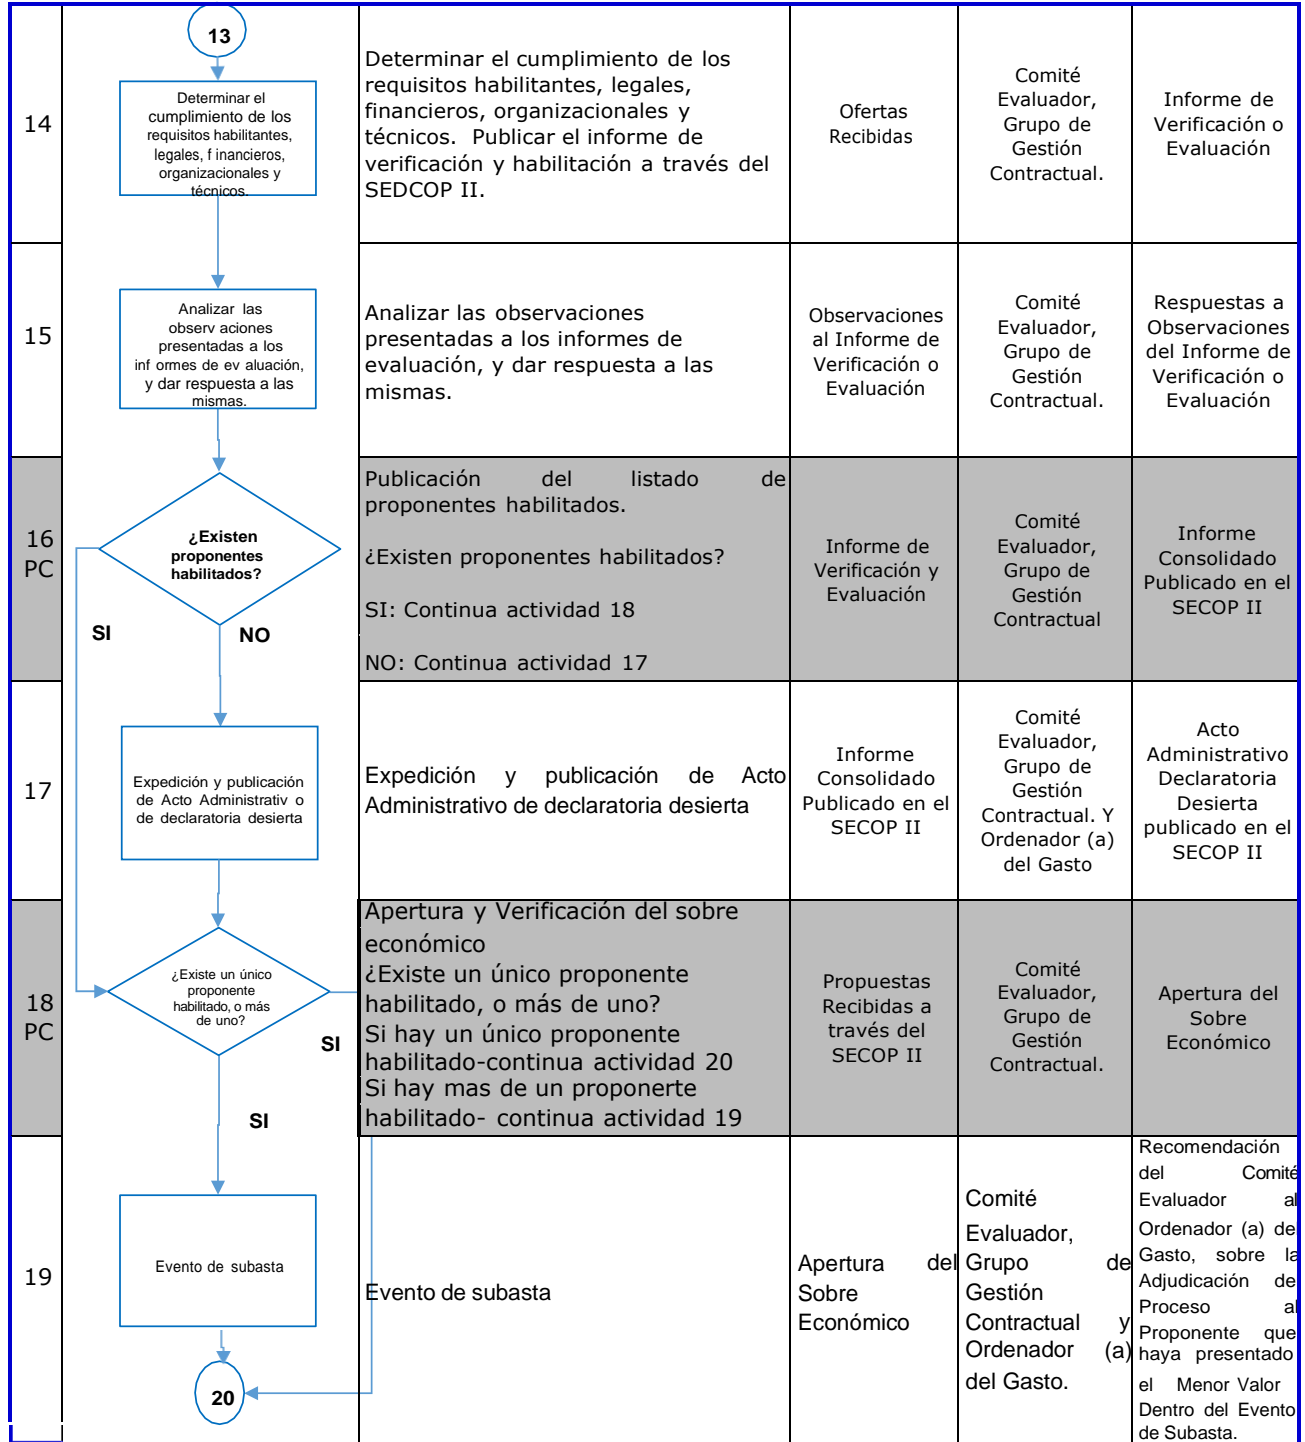 13
14
Determinar el
cumplimiento de los
requisitos habilitantes,
legales, f inancieros,
organizacionales y
técnicos.
Determinar el cumplimiento de los
requisitos habilitantes, legales,
financieros, organizacionales y
técnicos. Publicar el informe de
verificación y habilitación a través del
SEDCOP II.
Ofertas
Recibidas
Comité
Evaluador,
Grupo de
Gestión
Contractual.
Informe de
Verificación o
Evaluación
15
Analizar las
observ aciones
presentadas a los
inf ormes de ev aluación,
y dar respuesta a las
mismas.
Analizar las observaciones
presentadas a los informes de
evaluación, y dar respuesta a las
mismas.
Observaciones
al Informe de
Verificación o
Evaluación
Comité
Evaluador,
Grupo de
Gestión
Contractual.
Respuestas a
Observaciones
del Informe de
Verificación o
Evaluación
16
PC
¿Existen
proponentes
habilitados?
SI
NO
Publicación del listado de
proponentes habilitados.
¿Existen proponentes habilitados?
SI: Continua actividad 18
NO: Continua actividad 17
Informe de
Verificación y
Evaluación
Comité
Evaluador,
Grupo de
Gestión
Contractual
Informe
Consolidado
Publicado en el
SECOP II
17
Expedición y publicación
de Acto Administrativ o
de declaratoria desierta
Expedición y publicación de Acto
Administrativo de declaratoria desierta
Informe
Consolidado
Publicado en el
SECOP II
Comité
Evaluador,
Grupo de
Gestión
Contractual. Y
Ordenador (a)
del Gasto
Acto
Administrativo
Declaratoria
Desierta
publicado en el
SECOP II
18
PC
¿Existe un único
proponente
habilitado, o más
de uno?
SI
SI
Apertura y Verificación del sobre
económico
¿Existe un único proponente
habilitado, o más de uno?
Si hay un único proponente
habilitado-continua actividad 20
Si hay mas de un proponerte
habilitado- continua actividad 19
Propuestas
Recibidas a
través del
SECOP II
Comité
Evaluador,
Grupo de
Gestión
Contractual.
Apertura del
Sobre
Económico
19
Evento de subasta
20
Evento de subasta
Apertura del
Sobre
Económico
Comité
Evaluador,
Grupo de
Gestión
Contractual y
Ordenador (a)
del Gasto.
Recomendación
del Comité
Evaluador al
Ordenador (a) del
Gasto, sobre la
Adjudicación de
Proceso al
Proponente que
haya presentado
el Menor Valor
Dentro del Evento
de Subasta.